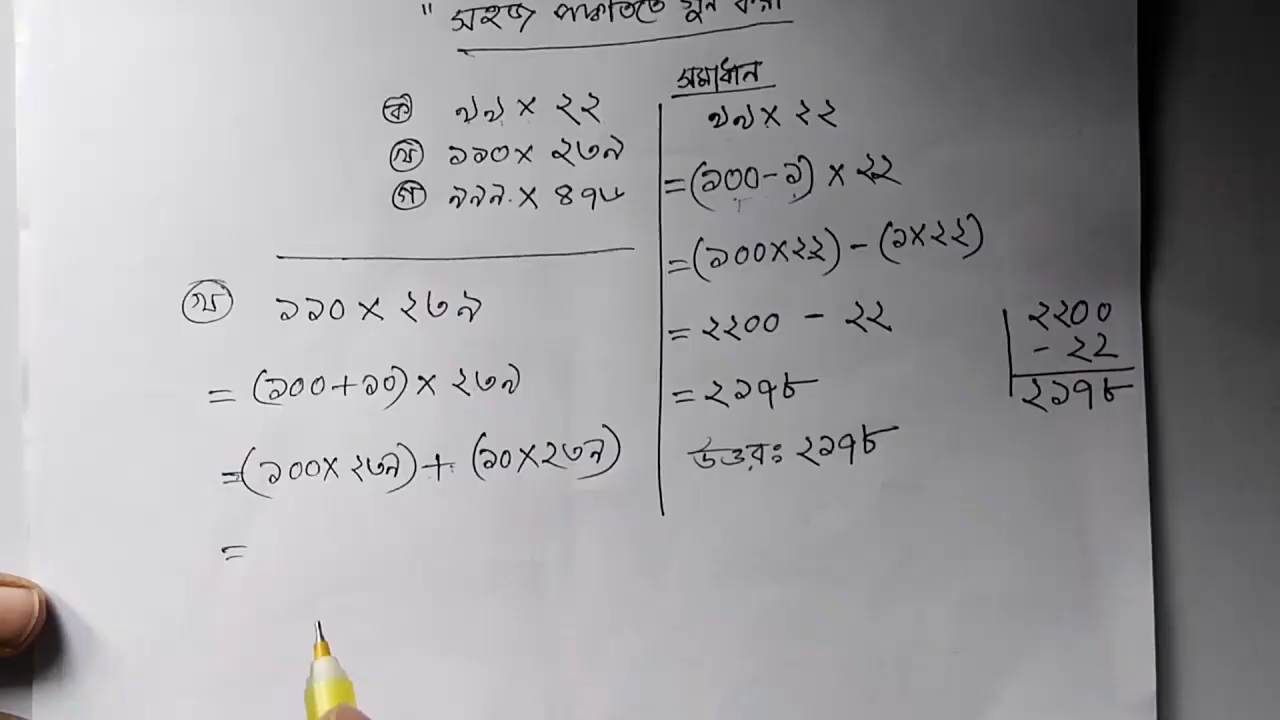 " সহজ পদ্ধতিতে গুন করা
ক ৯৯ × ২২
খ ১১০ × ২৩৯
গ ৯৯৯ × ৪৭৮
খ ১১০ × ২৩৯
= (১০০+১০) × ২৩৯
= (১০০×২৩৯) + (১০×২৩৯)
=
সমাধান
৯৯ × ২২
= (১০০-১) × ২২
= (১০০×২২) - (১×২২)
= ২২০০ - ২২
= ২১৭৮
উত্তরঃ ২১৭৮
২২০০
- ২২
২১৭৮